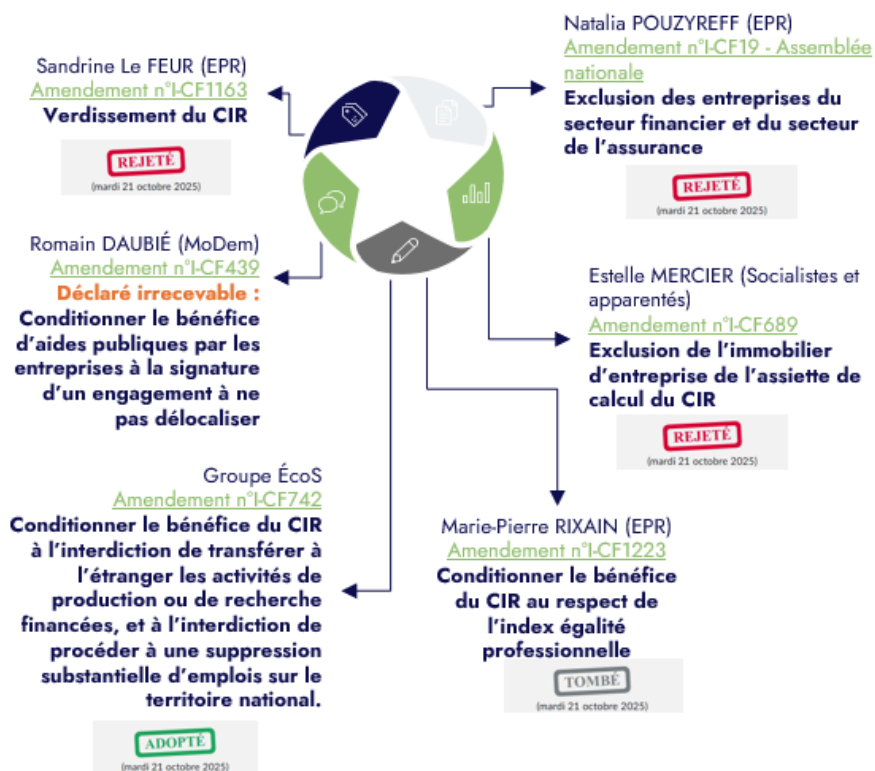 Sandrine Le FEUR (EPR)
Amendement n°I-CF1163
Verdissement du CIR
REJETÉ
(mardi 21 octobre 2025)
Natalia POUZYREFF (EPR)
Amendement n°I-CF19 - Assemblée
nationale
Exclusion des entreprises du
secteur financier et du secteur
de l'assurance
REJETÉ
(mardi 21 octobre 2025)
Romain DAUBIÉ (MoDem)
Amendement n°I-CF439
Déclaré irrecevable :
Conditionner le bénéfice
d'aides publiques par les
entreprises à la signature
d'un engagement à ne
pas délocaliser
Estelle MERCIER (Socialistes et
apparentés)
Amendement n°I-CF689
Exclusion de l'immobilier
d'entreprise de l'assiette de
calcul du CIR
REJETÉ
(mardi 21 octobre 2025)
Groupe ÉcoS
Amendement n°I-CF742
Conditionner le bénéfice du CIR
à l'interdiction de transférer à
l'étranger les activités de
production ou de recherche
financées, et à l'interdiction de
procéder à une suppression
substantielle d'emplois sur le
territoire national.
ADOPTÉ
(mardi 21 octobre 2025)
Marie-Pierre RIXAIN (EPR)
Amendement n°I-CF1223
Conditionner le bénéfice
du CIR au respect de
l'index égalité
professionnelle
TOMBÉ
(mardi 21 octobre 2025)